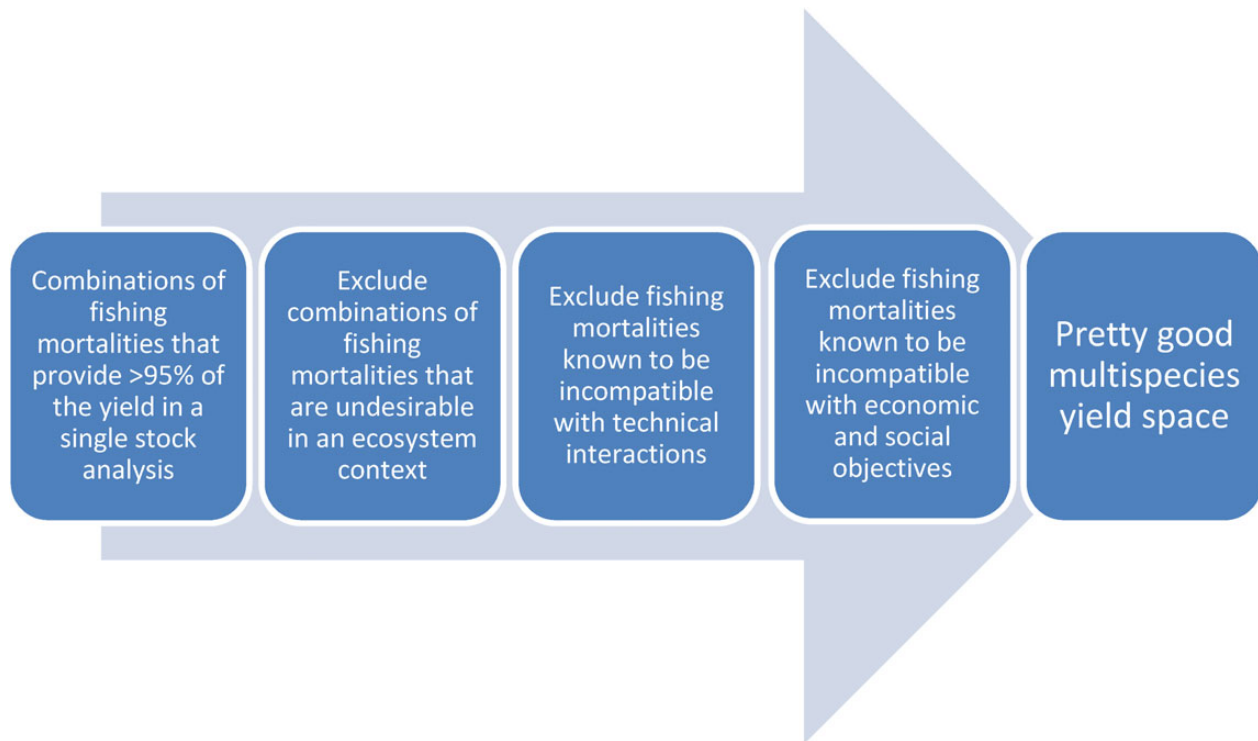 Combinations of
fishing
mortalities that
provide >95% of
the yield in a
single stock
analysis
Exclude
combinations of
fishing
mortalities that
are undesirable
in an ecosystem
context
Exclude fishing
mortalities
known to be
incompatible
with technical
interactions
Exclude fishing
mortalities
known to be
incompatible
with economic
and social
objectives
Pretty good
multispecies
yield space